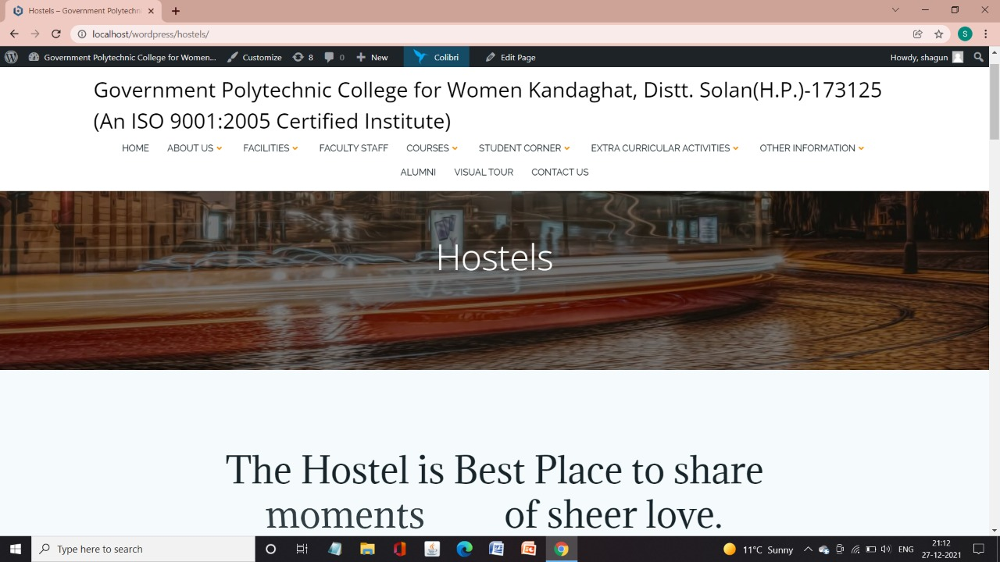 Hostels – Government Polytechni
localhost/wordpress/hostels/
S
Government Polytechnic College for Women... Customize 8 0 New Colibri Edit Page Howdy, shagun
Government Polytechnic College for Women Kandaghat, Distt. Solan(H.P.)-173125
(An ISO 9001:2005 Certified Institute)
HOME ABOUT US FACILITIES FACULTY STAFF COURSES STUDENT CORNER EXTRA CURRICULAR ACTIVITIES OTHER INFORMATION
ALUMNI VISUAL TOUR CONTACT US
Hostels
The Hostel is Best Place to share
moments of sheer love.
Type here to search
11°C Sunny
ENG
21:12
27-12-2021